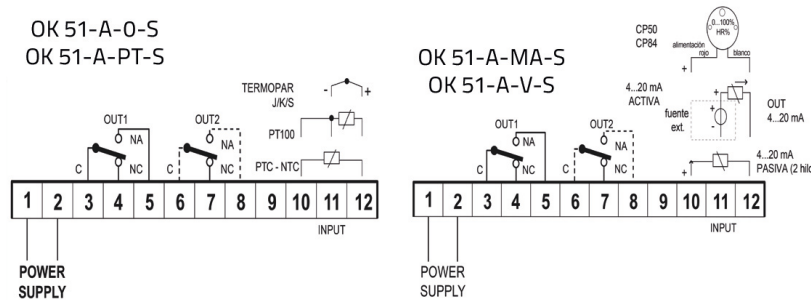 OK 51-A-0-S
OK 51-A-PT-S
TERMOPAR
J/K/S
- +
PT100
PTC - NTC
OUT1
NA
C
NC
OUT2
NA
C
NC
1 2 3 4 5 6 7 8 9 10 11 12
INPUT
POWER
SUPPLY
OK 51-A-MA-S
OK 51-A-V-S
CP50
CP84
0...100%
HR%
alimentación
rojo
blanco
+
4...20 mA
ACTIVA
fuente
ext.
+
-
+
OUT
4...20 mA
+
4...20 mA
PASIVA (2 hilo
OUT1
NA
C
NC
OUT2
NA
C
NC
1 2 3 4 5 6 7 8 9 10 11 12
INPUT
POWER
SUPPLY